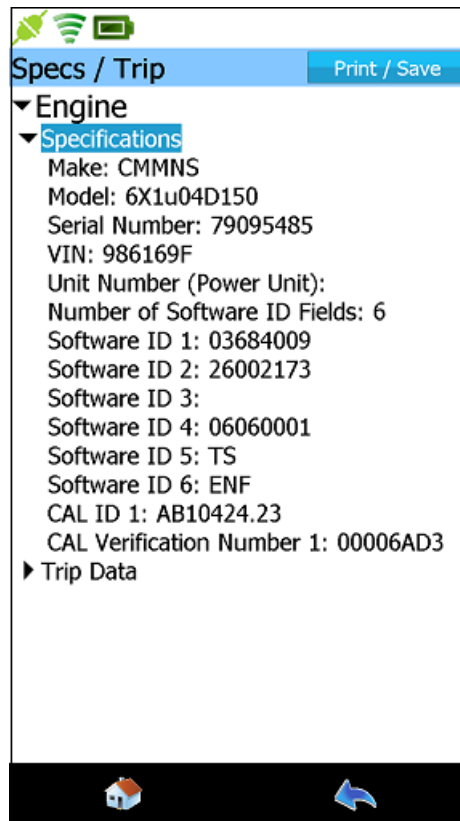 Specs / Trip
Print / Save
Engine
Specifications
Make: CMMNS
Model: 6X1u04D150
Serial Number: 79095485
VIN: 986169F
Unit Number (Power Unit):
Number of Software ID Fields: 6
Software ID 1: 03684009
Software ID 2: 26002173
Software ID 3:
Software ID 4: 06060001
Software ID 5: TS
Software ID 6: ENF
CAL ID 1: AB10424.23
CAL Verification Number 1: 00006AD3
Trip Data